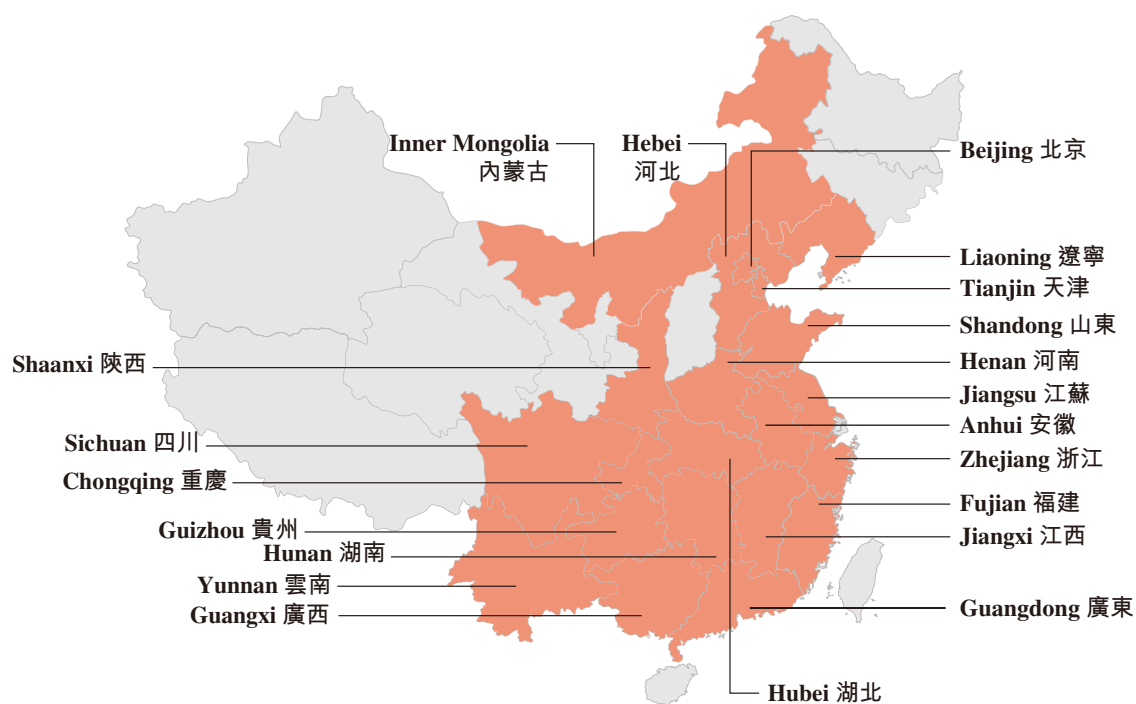 Inner Mongolia
內蒙古
Hebei
河北
Beijing 北京
Liaoning 遼寧
Tianjin 天津
Shandong 山東
Shaanxi 陝西
Henan 河南
Jiangsu 江蘇
Anhui 安徽
Sichuan 四川
Zhejiang 浙江
Chongqing 重慶
Fujian 福建
Guizhou 貴州
Jiangxi 江西
Hunan 湖南
Yunnan 雲南
Guangxi 廣西
Guangdong 廣東
Hubei 湖北